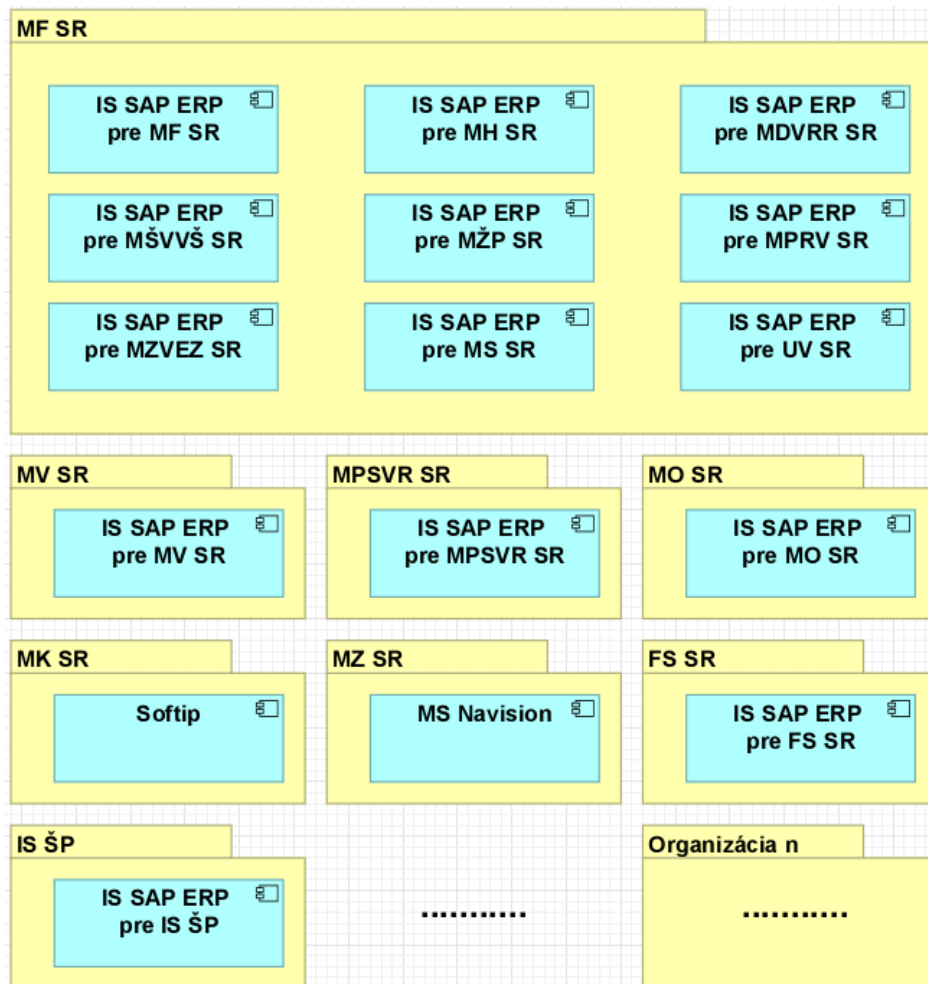 MF SR
IS SAP ERP
pre MF SR
IS SAP ERP
pre MH SR
IS SAP ERP
pre MDVRR SR
IS SAP ERP
pre MŠVVŠ SR
IS SAP ERP
pre MŽP SR
IS SAP ERP
pre MPRV SR
IS SAP ERP
pre MZVEZ SR
IS SAP ERP
pre MS SR
IS SAP ERP
pre UV SR
MV SR
IS SAP ERP
pre MV SR
MPSVR SR
IS SAP ERP
pre MPSVR SR
MO SR
IS SAP ERP
pre MO SR
MK SR
Softip
MZ SR
MS Navision
FS SR
IS SAP ERP
pre FS SR
IS ŠP
IS SAP ERP
pre IS ŠP
...........
Organizácia n
...........